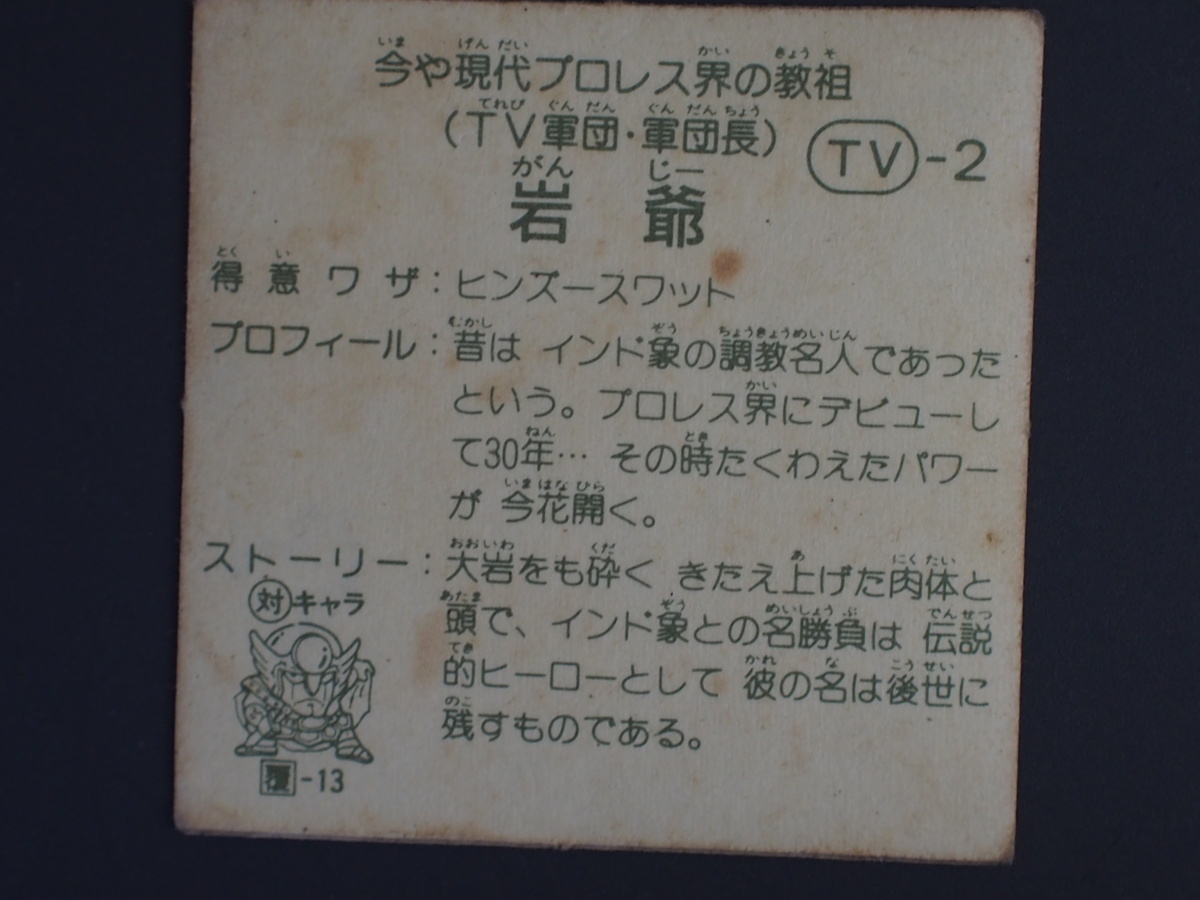 今や現代プロレス界の教祖
(TV軍団・軍団長)
TV-2
岩爺
得意ワザ：ヒンズースワット
プロフィール：昔は インド象の調教名人であった
という。プロレス界にデビューし
て30年… その時たくわえたパワー
が 今花開く。
ストーリー：大岩をも砕く きたえ上げた肉体と
頭で、インド象との名勝負は 伝説
的ヒーローとして 彼の名は後世に
残すものである。
対キャラ
覆-13